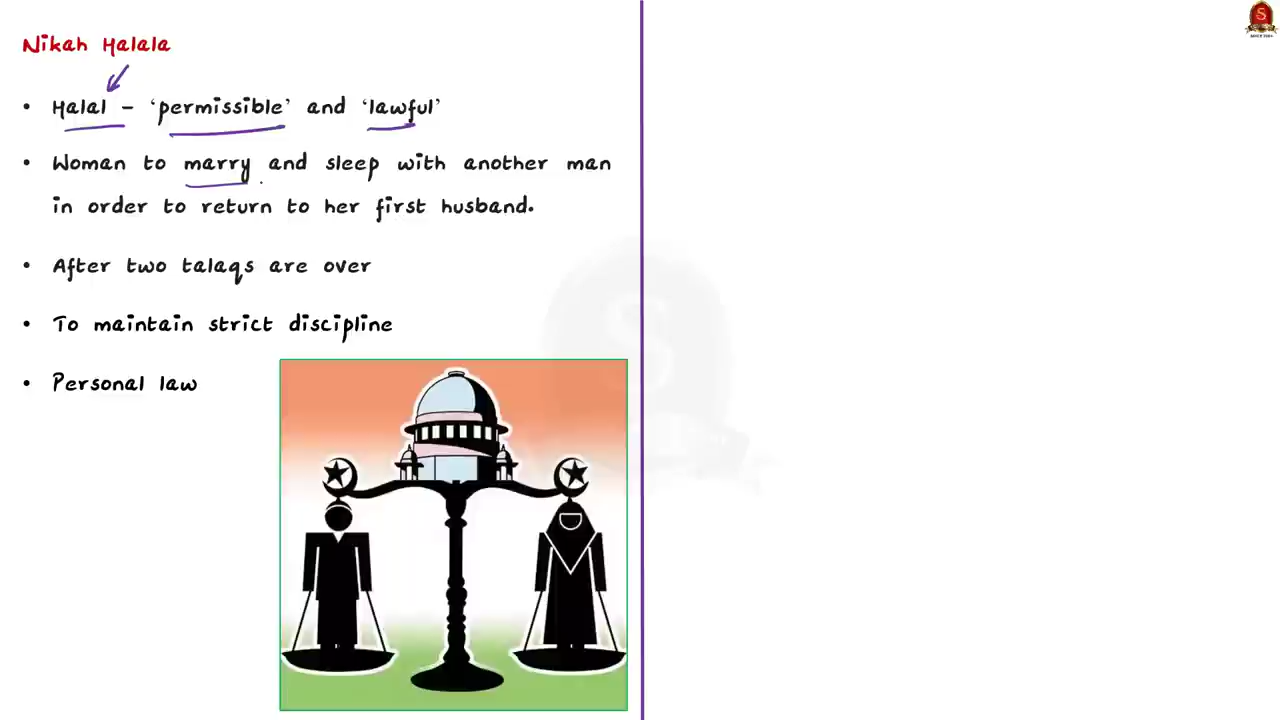 Nikah Halala
• Halal – ‘permissible’ and ‘lawful’
• Woman to marry and sleep with another man
in order to return to her first husband.
• After two talaqs are over
• To maintain strict discipline
• Personal law